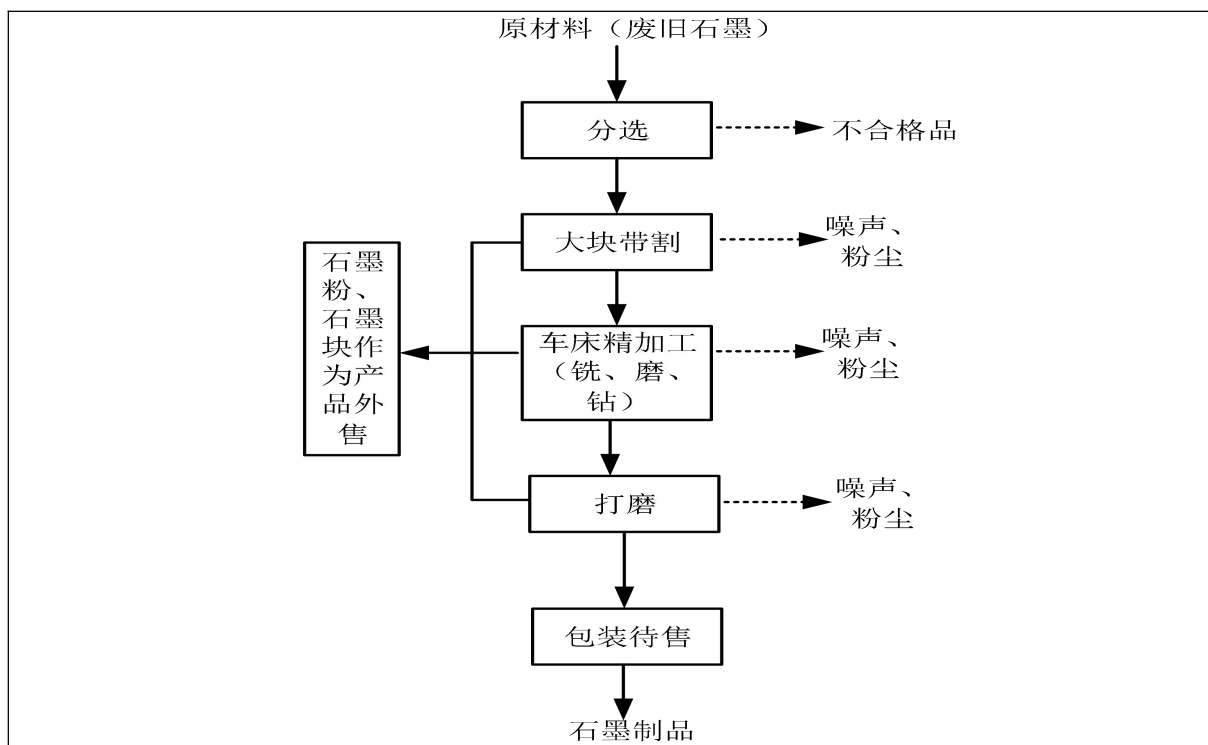 原材料（废旧石墨）
分选
不合格品
大块带割
噪声、
粉尘
石墨
粉、
石墨
块作
为产
品外
售
车床精加工
（铣、磨、
钻）
噪声、
粉尘
打磨
噪声、
粉尘
包装待售
石墨制品